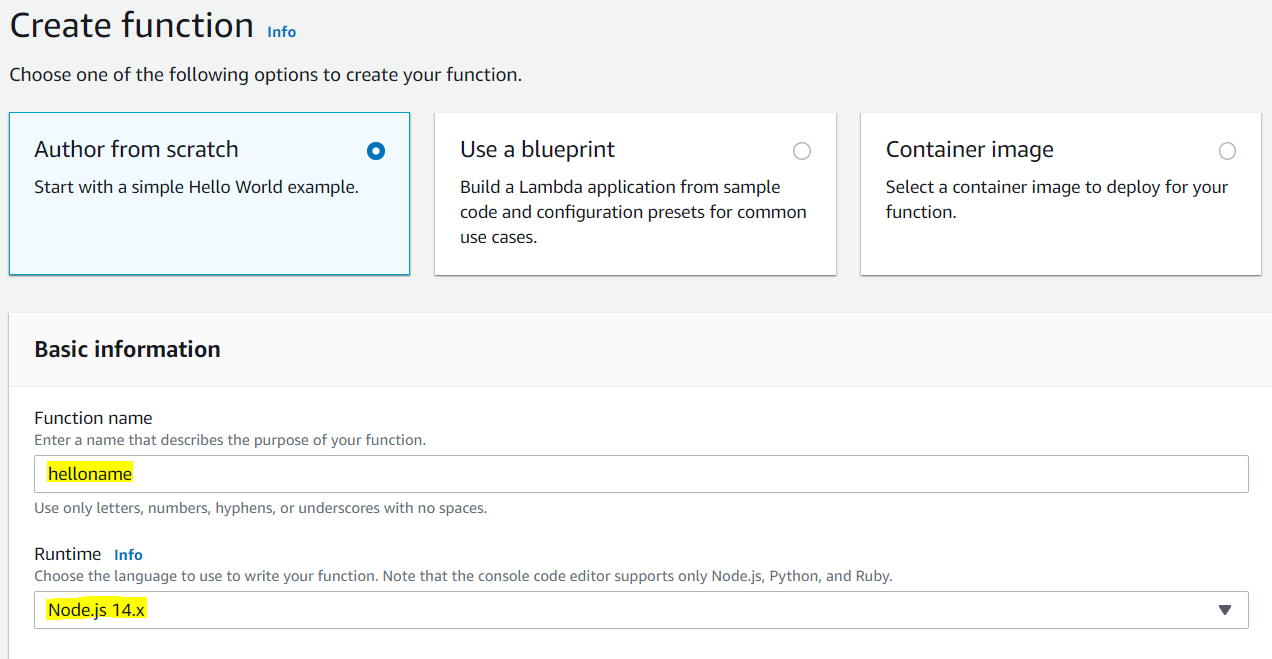 Create function Info
Choose one of the following options to create your function.
Author from scratch
Start with a simple Hello World example.
Use a blueprint
Build a Lambda application from sample
code and configuration presets for common
use cases.
Container image
Select a container image to deploy for your
function.
Basic information
Function name
Enter a name that describes the purpose of your function.
helloname
Use only letters, numbers, hyphens, or underscores with no spaces.
Runtime Info
Choose the language to use to write your function. Note that the console code editor supports only Node.js, Python, and Ruby.
Node.js 14.x